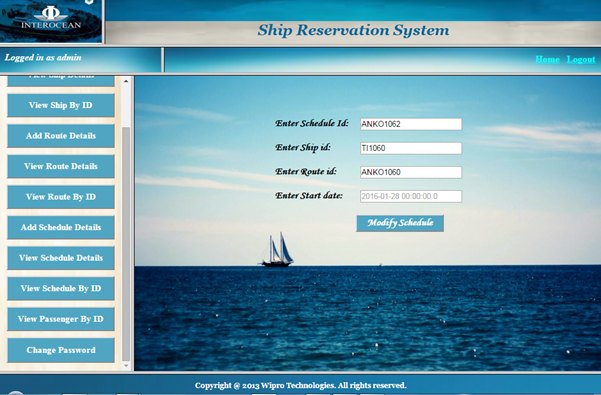 INTEROCEAN
Ship Reservation System
Logged in as admin
Home Logout
View Ship Details
View Ship By ID
Add Route Details
View Route Details
View Route By ID
Add Schedule Details
View Schedule Details
View Schedule By ID
View Passenger By ID
Change Password
Enter Schedule Id: ANKO1062
Enter Ship id: TI1060
Enter Route id: ANKO1060
Enter Start date: 2016-01-28 00:00:00.0
Modify Schedule
Copyright @ 2013 Wipro Technologies. All rights reserved.